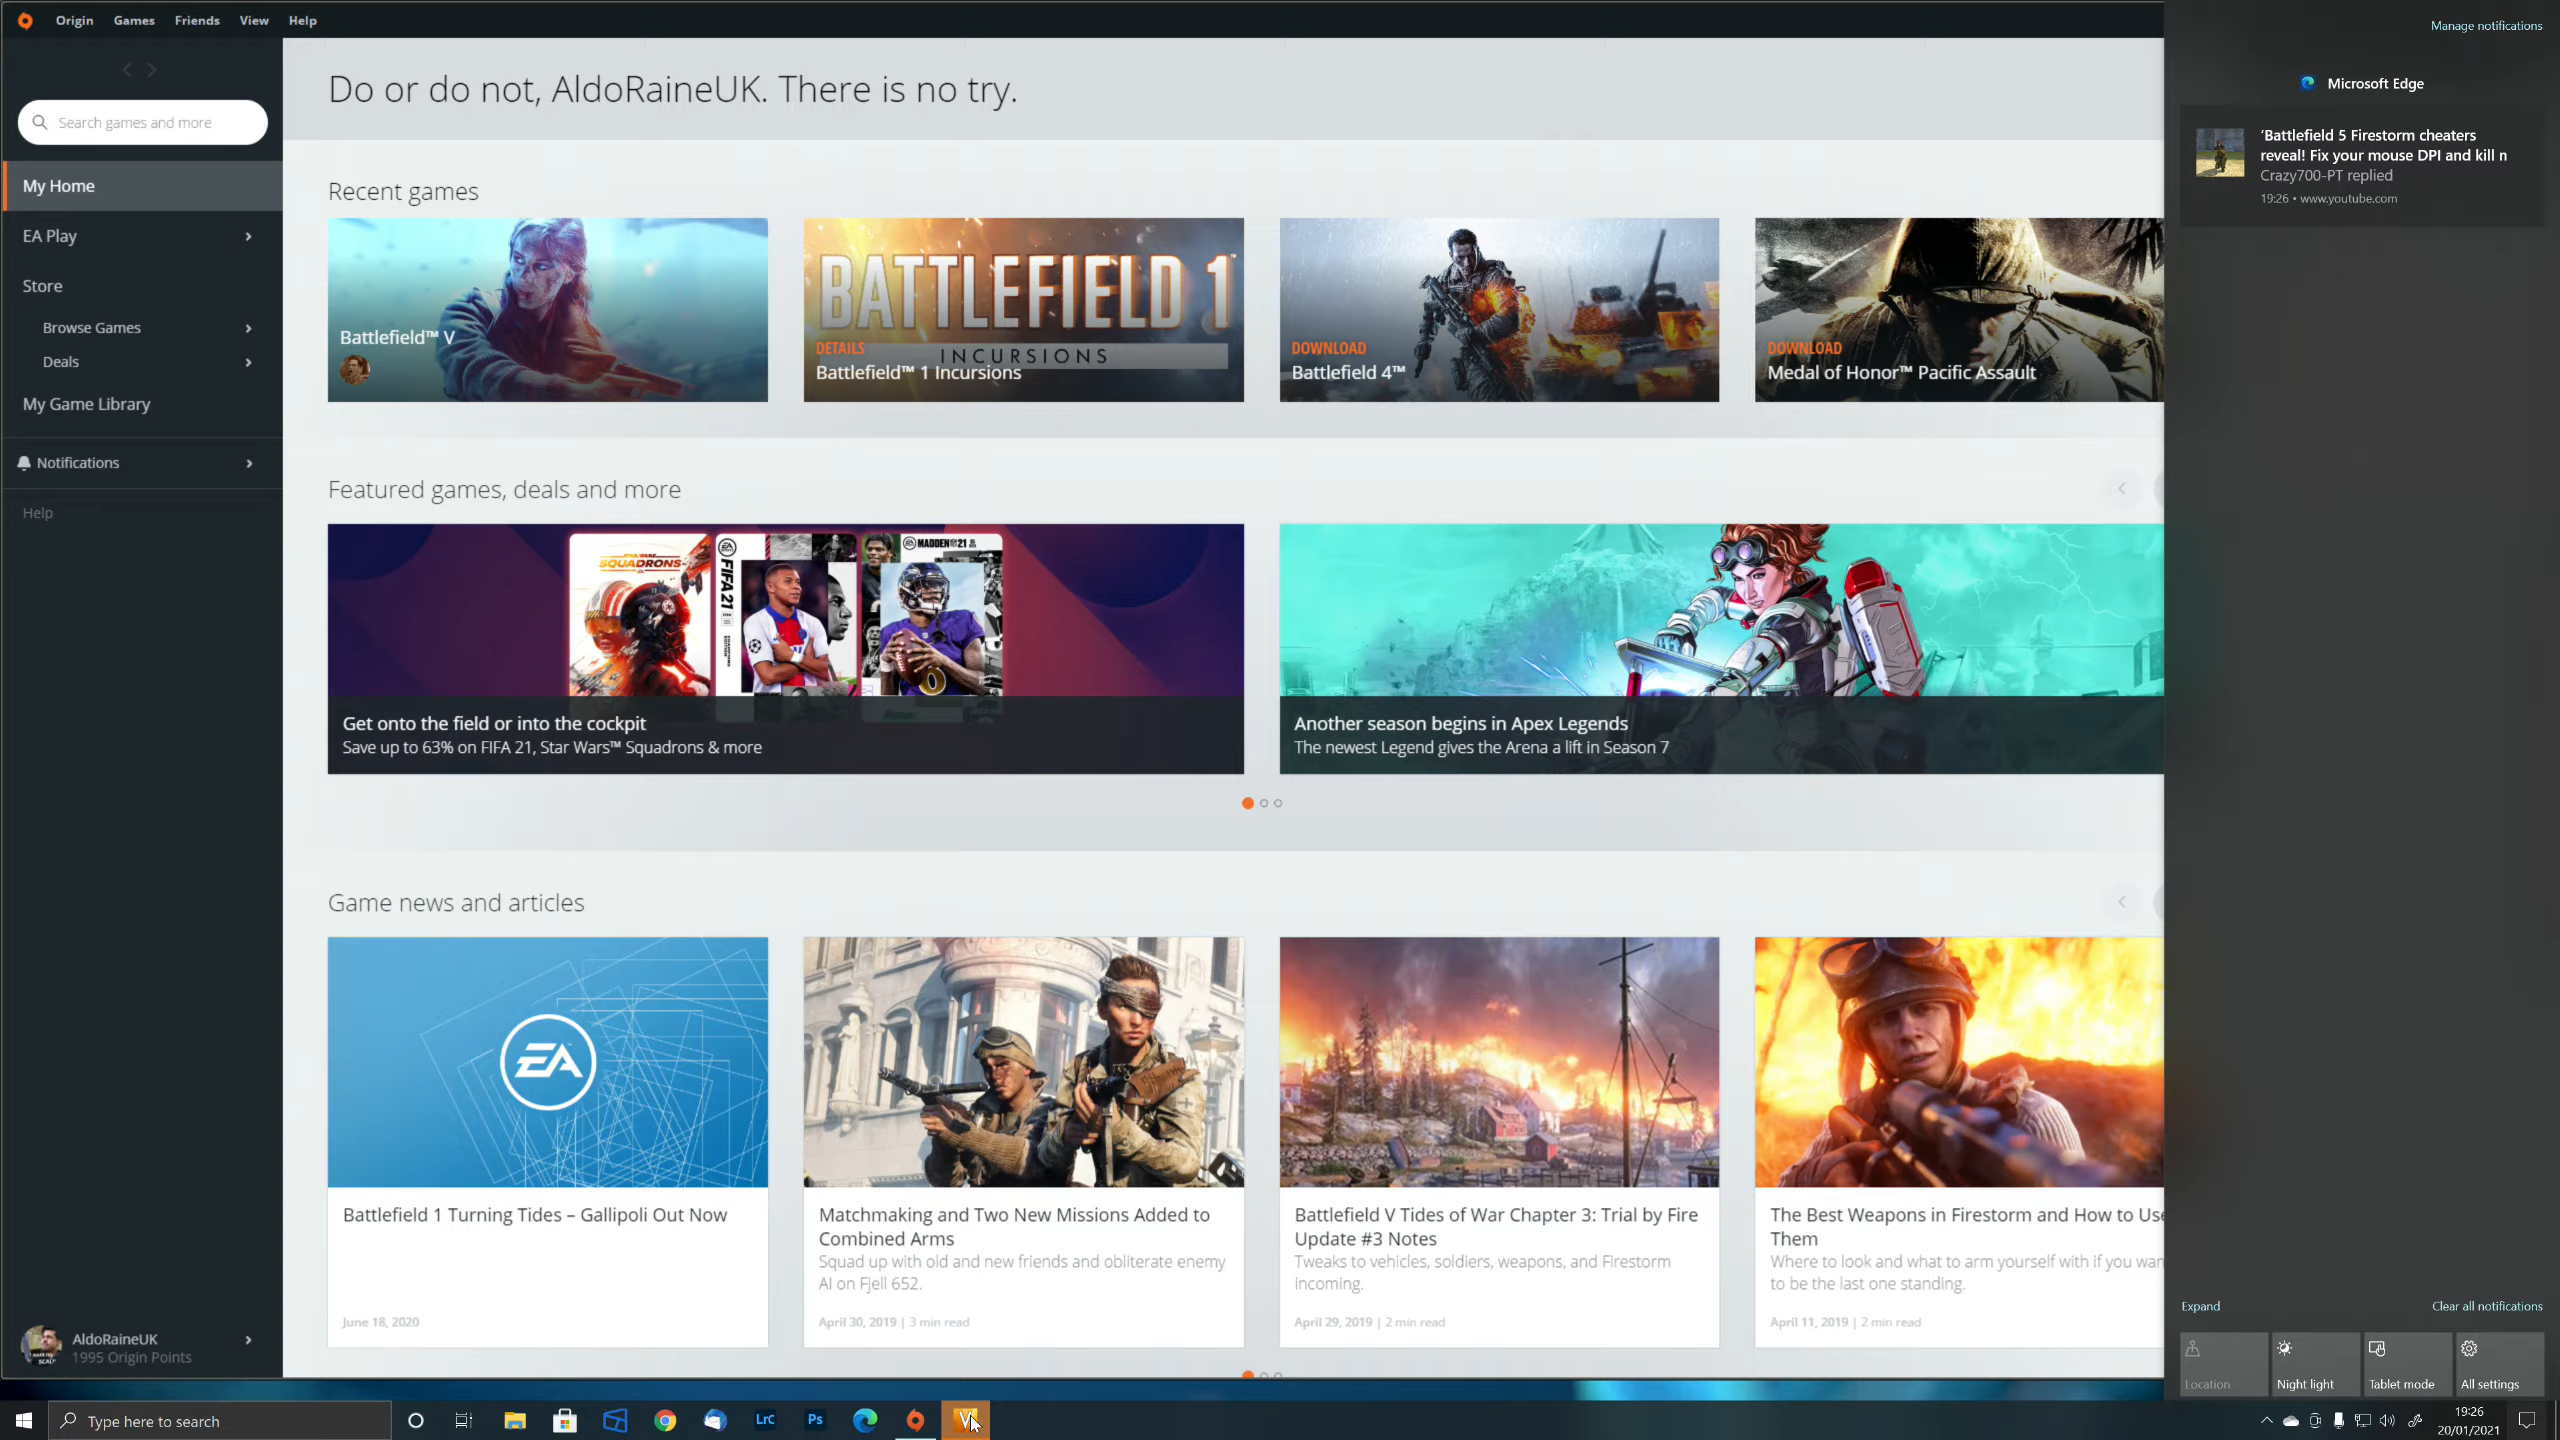 Origin Games Friends View Help
Search games and more
My Home
EA Play
Store
Browse Games
Deals
My Game Library
Notifications
Help
AldoRaineUK
1995 Origin Points
Do or do not, AldoRaineUK. There is no try.
Recent games
Battlefield™ V
BATTLEFIELD 1™
INCURSIONS
DETAILS
Battlefield™ 1 Incursions
DOWNLOAD
Battlefield 4™
DOWNLOAD
Medal of Honor™ Pacific Assault
Featured games, deals and more
STAR WARS
SQUADRONS
FIFA 21
MADDEN 21
Get onto the field or into the cockpit
Save up to 63% on FIFA 21, Star Wars™ Squadrons & more
Another season begins in Apex Legends
The newest Legend gives the Arena a lift in Season 7
Game news and articles
EA
Battlefield 1 Turning Tides – Gallipoli Out Now
June 18, 2020
Matchmaking and Two New Missions Added to
Combined Arms
Squad up with old and new friends and obliterate enemy
AI on Fjell 652.
April 30, 2019 | 3 min read
Battlefield V Tides of War Chapter 3: Trial by Fire
Update #3 Notes
Tweaks to vehicles, soldiers, weapons, and Firestorm
incoming.
April 29, 2019 | 2 min read
The Best Weapons in Firestorm and How to Use
Them
Where to look and what to arm yourself with if you wan
to be the last one standing.
April 11, 2019 | 2 min read
Manage notifications
Microsoft Edge
'Battlefield 5 Firestorm cheaters
reveal! Fix your mouse DPI and kill n
Crazy700-PT replied
19:26 • www.youtube.com
Expand
Clear all notifications
Location
Night light
Tablet mode
All settings
Type here to search
LrC
Ps
V
19:26
20/01/2021